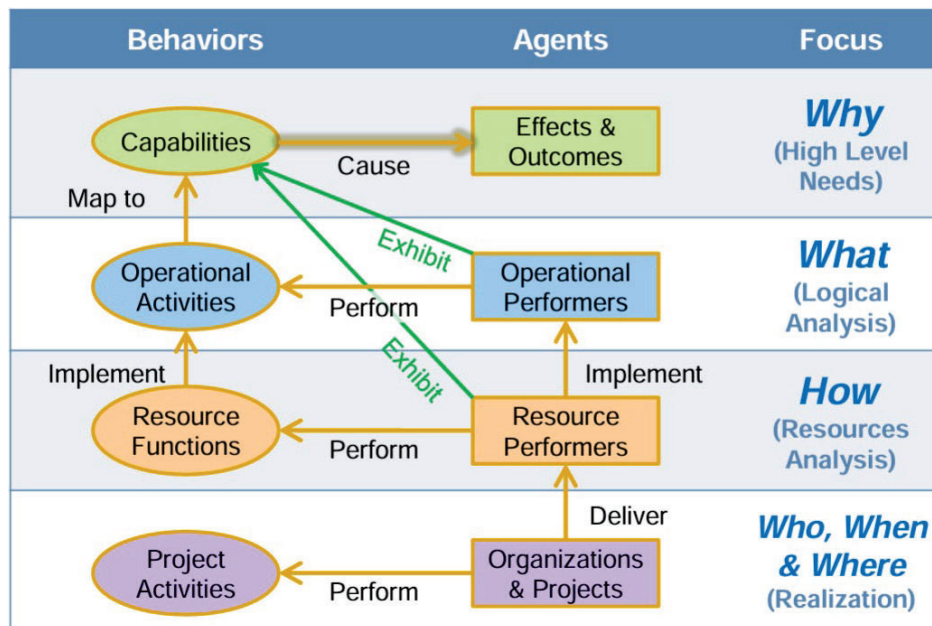 Behaviors
Agents
Focus
Capabilities
Cause
Effects &
Outcomes
Why
(High Level
Needs)
Map to
Exhibit
Operational
Activities
Perform
Operational
Performers
What
(Logical
Analysis)
Implement
Exhibit
Implement
Resource
Functions
Perform
Resource
Performers
How
(Resources
Analysis)
Deliver
Project
Activities
Perform
Organizations
& Projects
Who, When
& Where
(Realization)